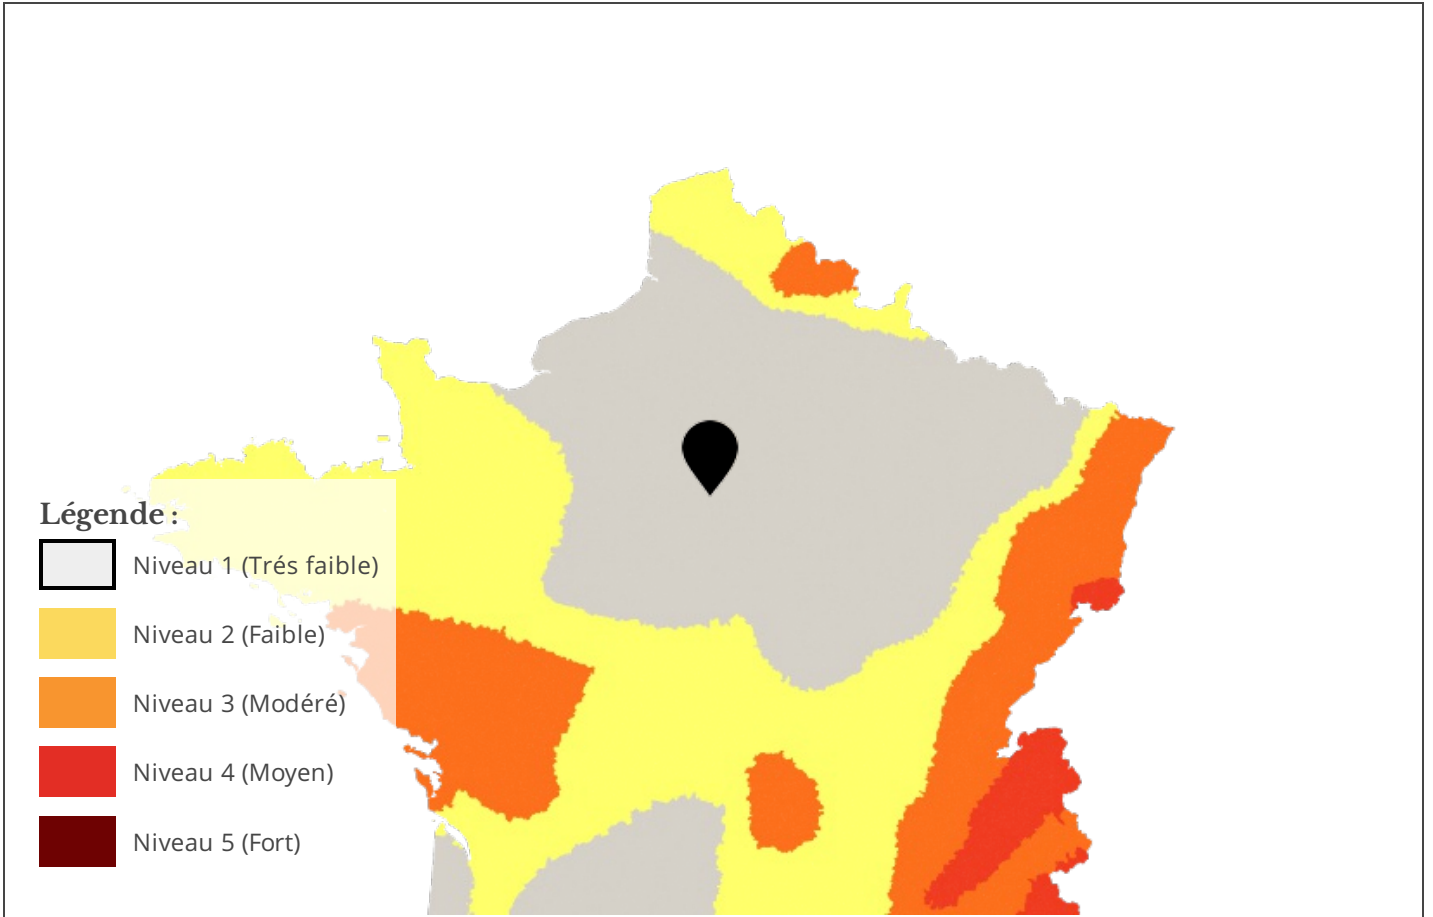 Légende :
Niveau 1 (Trés faible)
Niveau 2 (Faible)
Niveau 3 (Modéré)
Niveau 4 (Moyen)
Niveau 5 (Fort)